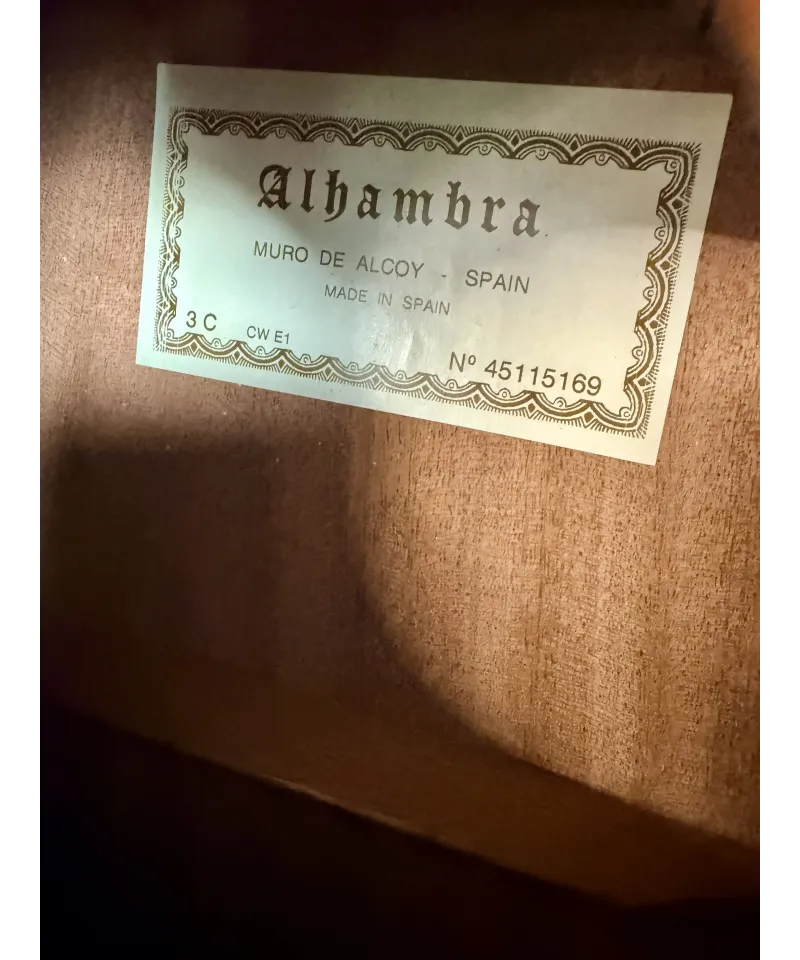 Alhambra
MURO DE ALCOY - SPAIN
MADE IN SPAIN
3 C CW E1
Nº 45115169